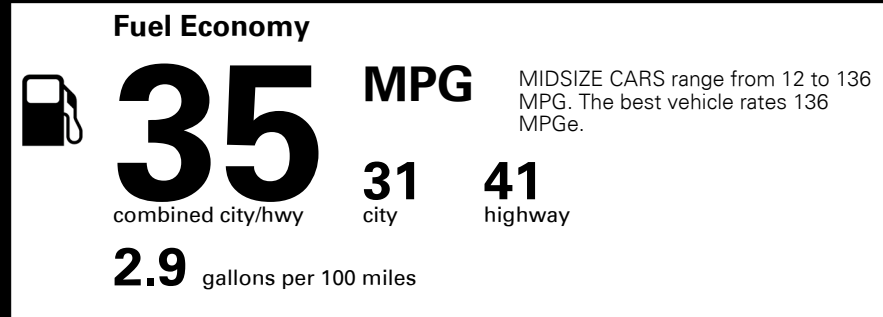 Fuel Economy
35
MPG
MIDSIZE CARS range from 12 to 136
MPG. The best vehicle rates 136
MPGe.
combined city/hwy
31
city
41
highway
2.9 gallons per 100 miles